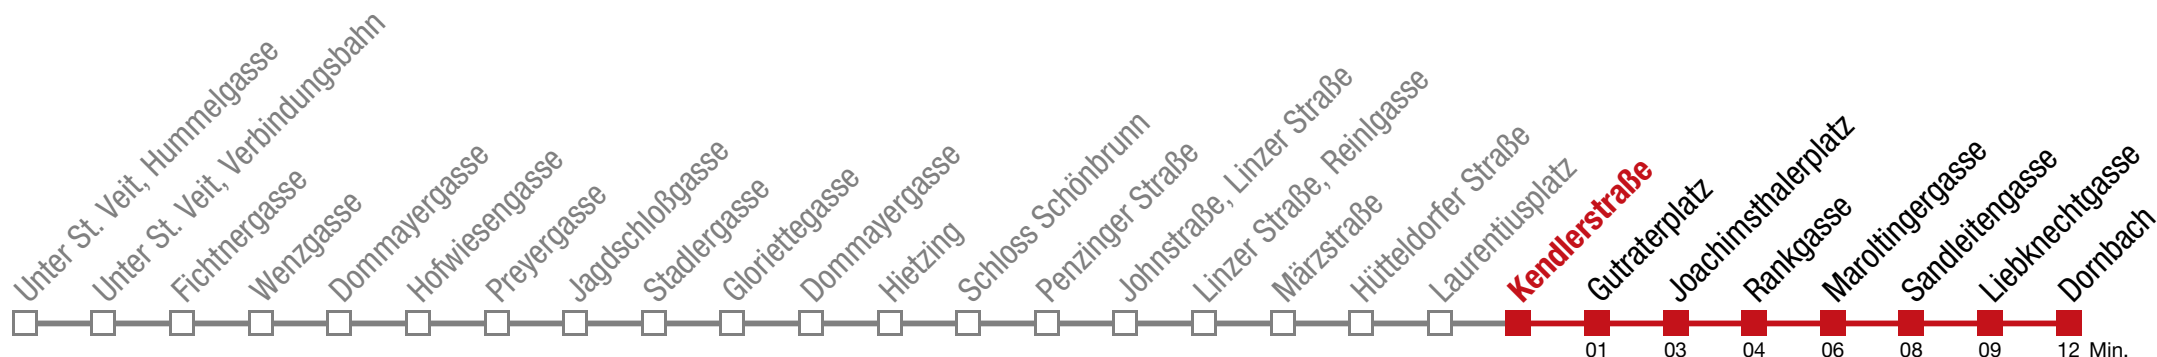 Unter St. Veit, Hummelgasse
Unter St. Veit, Verbindungsbahn
Fichtnergasse
Wenzgasse
Dommayergasse
Hofwiesengasse
Preyergasse
Jagdschloßgasse
Stadlergasse
Gloriettegasse
Dommayergasse
Hietzing
Schloss Schönbrunn
Penzinger Straße
Johnstraße, Linzer Straße
Linzer Straße, Reinlgasse
Märzstraße
Hütteldorfer Straße
Laurentiusplatz
Kendlerstraße
Gutraterplatz
Joachimsthalerplatz
Rankgasse
Maroltingergasse
Sandleitengasse
Liebknechtgasse
Dornbach
01 03 04 06 08 09 12 Min.